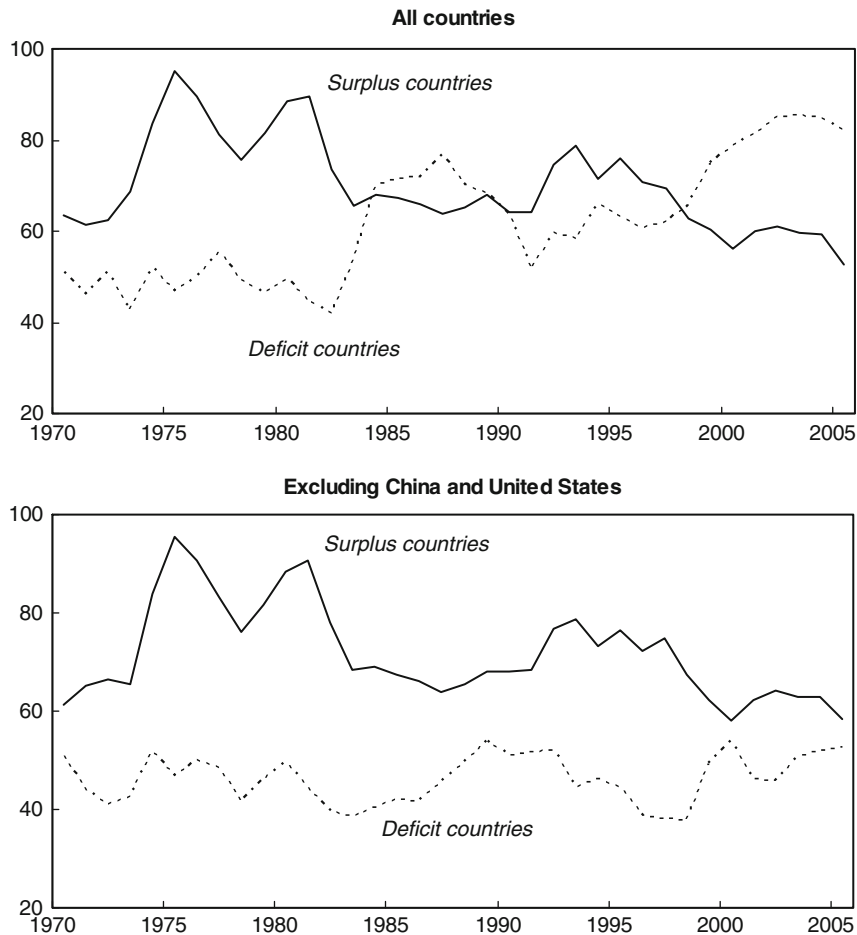 All countries
100
80
60
40
20
Surplus countries
Deficit countries
1970 1975 1980 1985 1990 1995 2000 2005
Excluding China and United States
100
80
60
40
20
Surplus countries
Deficit countries
1970 1975 1980 1985 1990 1995 2000 2005